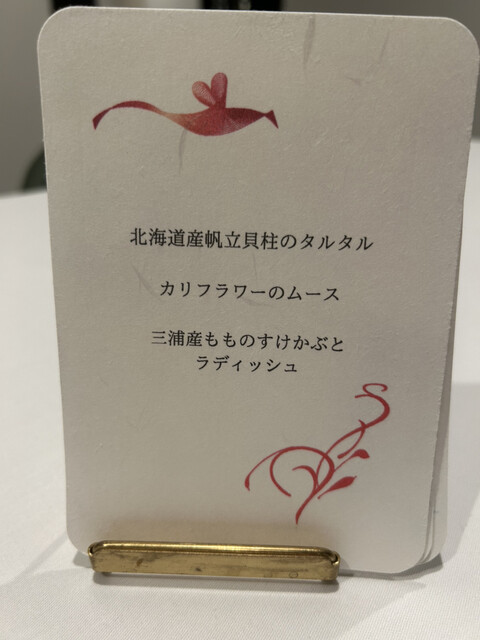 北海道産帆立貝柱のタルタル
カリフラワーのムース
三浦産もものすけかぶと
ラディッシュ